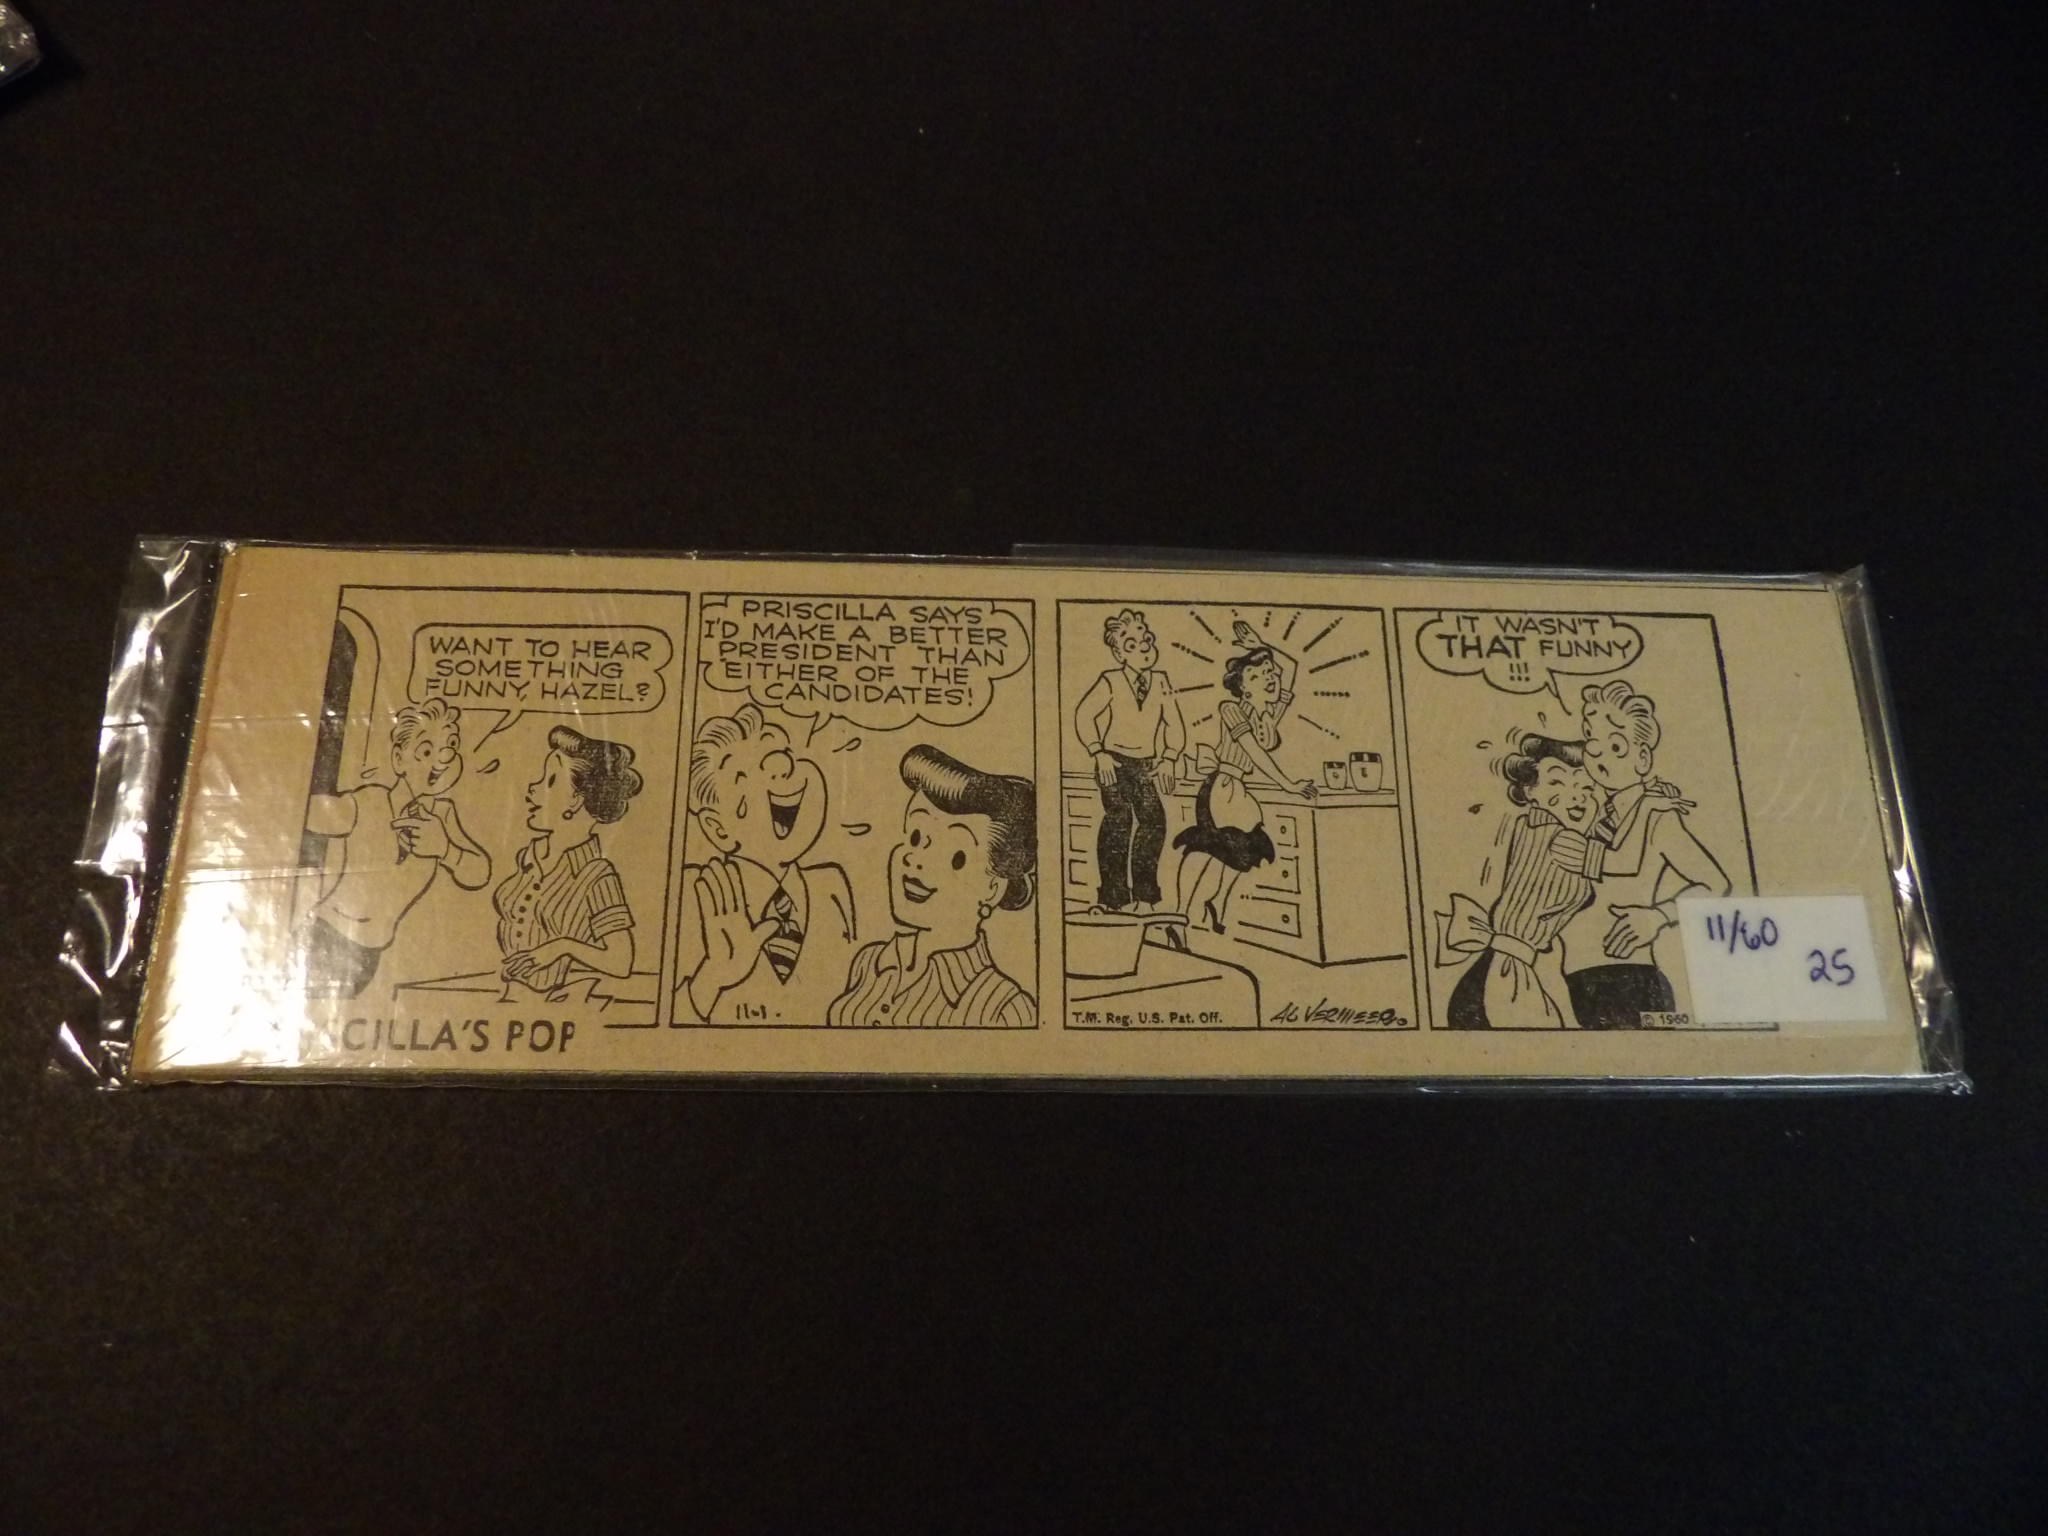 WANT TO HEAR
SOMETHING
FUNNY, HAZEL?
PRISCILLA SAYS
I'D MAKE A BETTER
PRESIDENT THAN
EITHER OF THE
CANDIDATES!
IT WASN'T
THAT FUNNY
!!!
11/60
25
11-1.
T.M. Reg. U.S. Pat. Off.
AL VERMEER
© 1960
CILLA'S POP